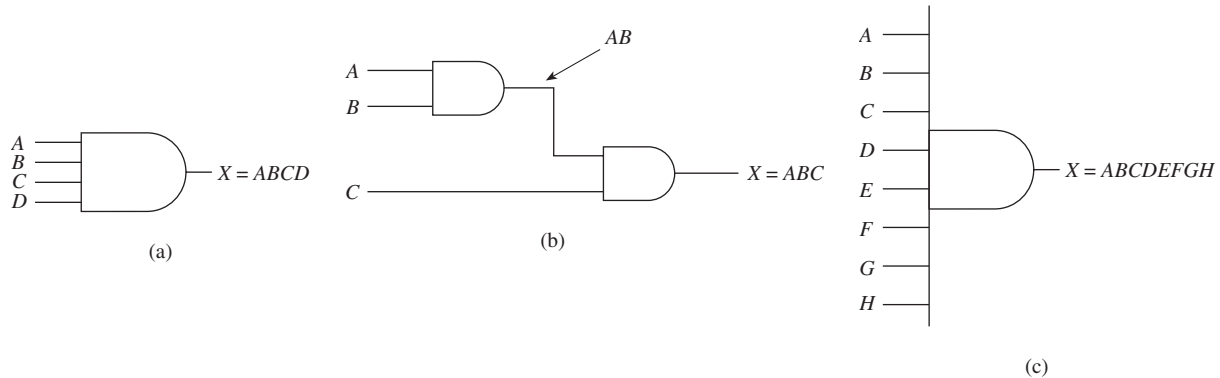 A
B
C
D
X = ABCD
(a)
AB
A
B
C
X = ABC
(b)
A
B
C
D
E
F
G
H
X = ABCDEFGH
(c)